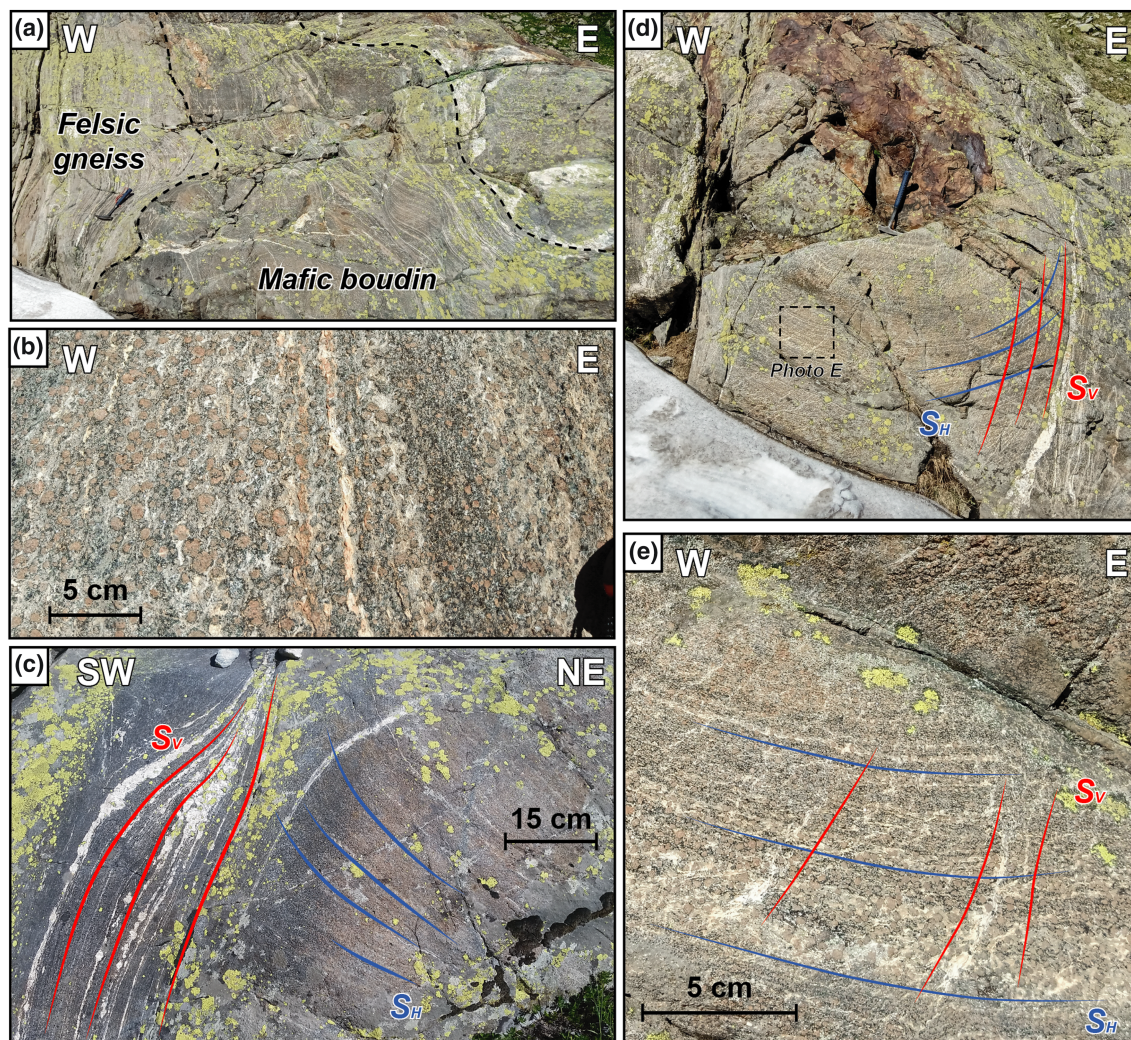 (a)
W
E
Felsic
gneiss
Mafic boudin
(b)
W
E
5 cm
(c)
SW
NE
SV
15 cm
SH
(d)
W
E
Photo E
SV
SH
(e)
W
E
SV
5 cm
SH